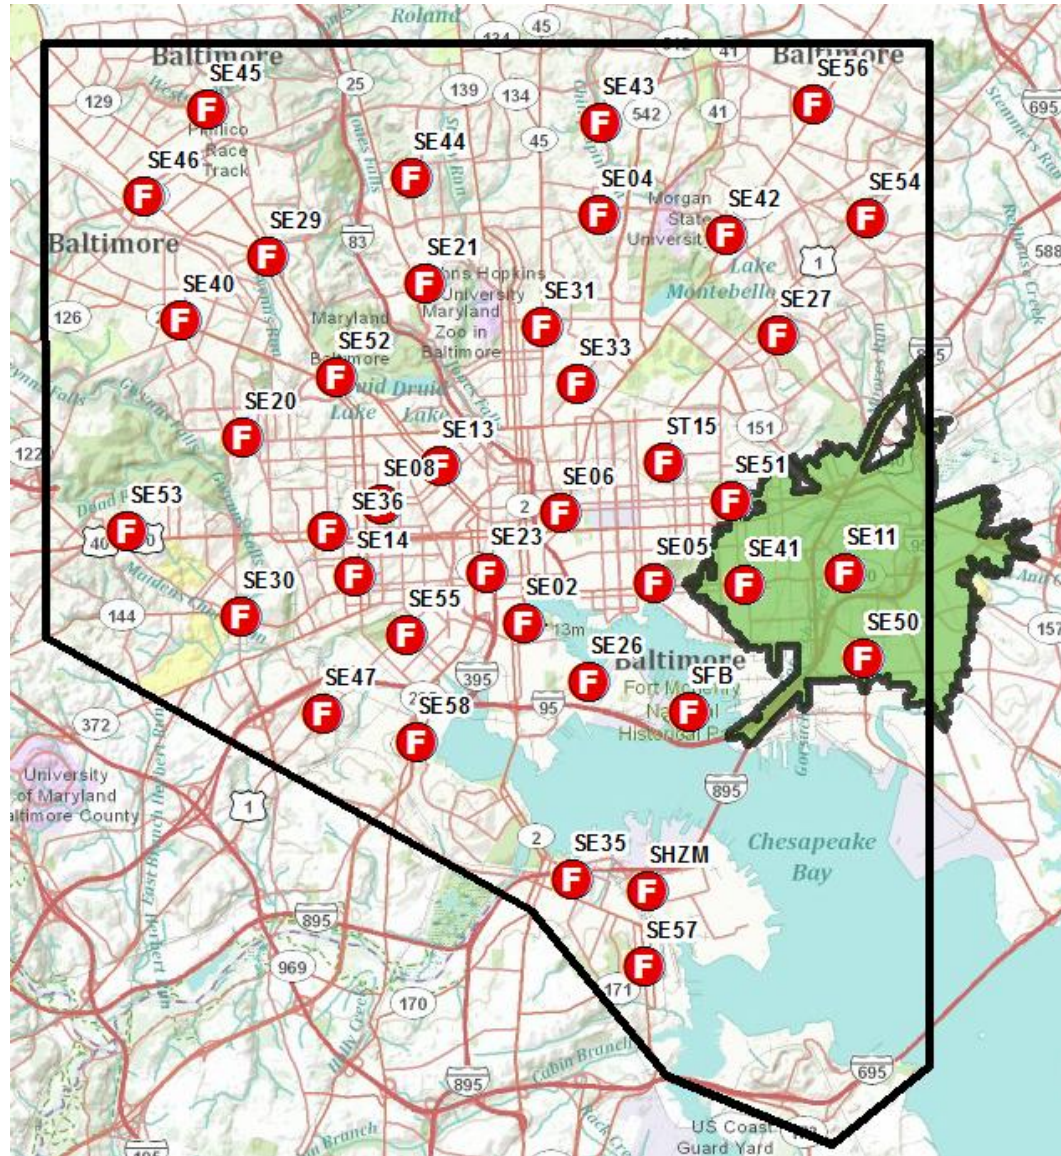 Roland
134
45
542
41
Baltimore
Baltimore
SE45
SE56
25
139
134
SE43
695
129
542
41
45
Race
Track
SE44
SE46
SE04
SE42
SE54
Morgan
State
University
Baltimore
SE29
83
SE21
Lake
Montebello
1
588
Johns Hopkins
University
Maryland
Zoo in
Baltimore
SE31
SE40
SE27
126
Maryland
SE52
SE33
895
Druid
Lake
Lake
SE20
SE13
ST15
151
122
SE08
SE51
SE36
SE06
2
SE53
40
SE14
SE23
SE05
SE41
SE11
95
SE30
SE02
144
SE55
13m
SE50
157
SE26
Baltimore
Fort McHenry
National
Historical Park
SFB
395
SE47
95
SE58
372
University
of Maryland
Baltimore County
1
895
2
Chesapeake
Bay
SE35
SHZM
895
SE57
969
171
170
Cabin Branch
695
895
US Coast
Guard Yard
195